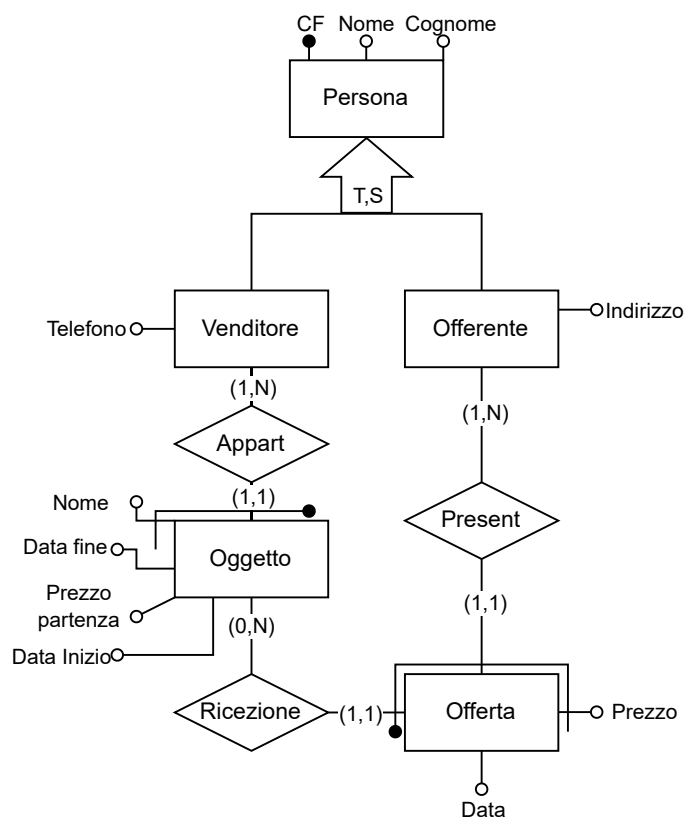 CF Nome Cognome
Persona
T,S
Telefono Venditore Offerente Indirizzo
(1,N)
(1,N)
Appart
(1,1)
Nome
Present
Data fine
Oggetto
Prezzo
partenza
(1,1)
(0,N)
Data Inizio
Ricezione (1,1) Offerta Prezzo
Data